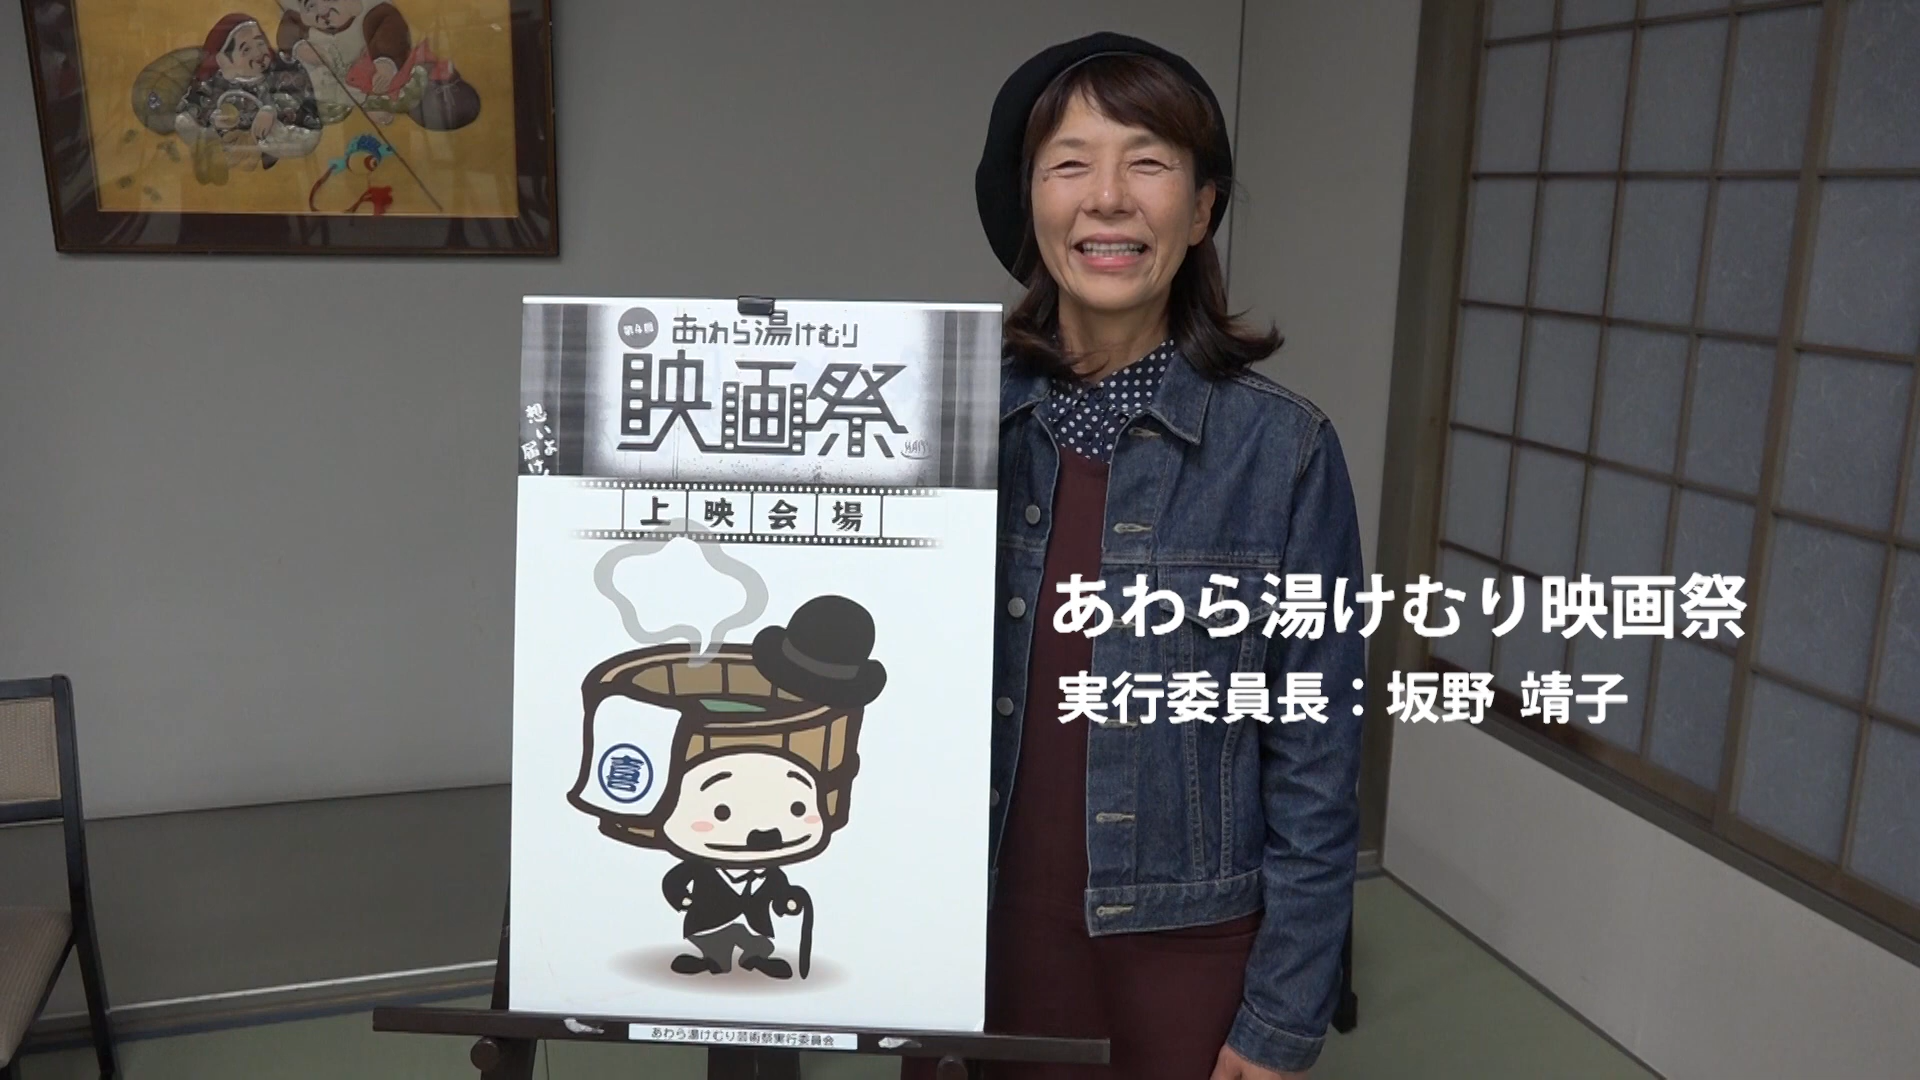 第4回
あわら湯けむり
映画祭
想いよ
届け!
上映会場
喜
あわら湯けむり映画祭
実行委員長：坂野 靖子
あわら湯けむり芸術祭実行委員会